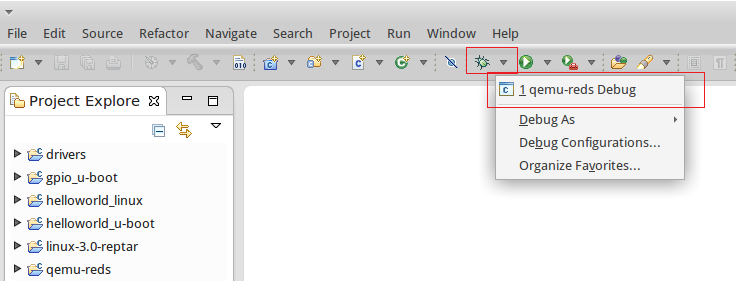 File Edit Source Refactor Navigate Search Project Run Window Help
010
Project Explore
1 qemu-reds Debug
Debug As
Debug Configurations...
Organize Favorites...
drivers
gpio_u-boot
helloworld_linux
helloworld_u-boot
linux-3.0-reptar
qemu-reds